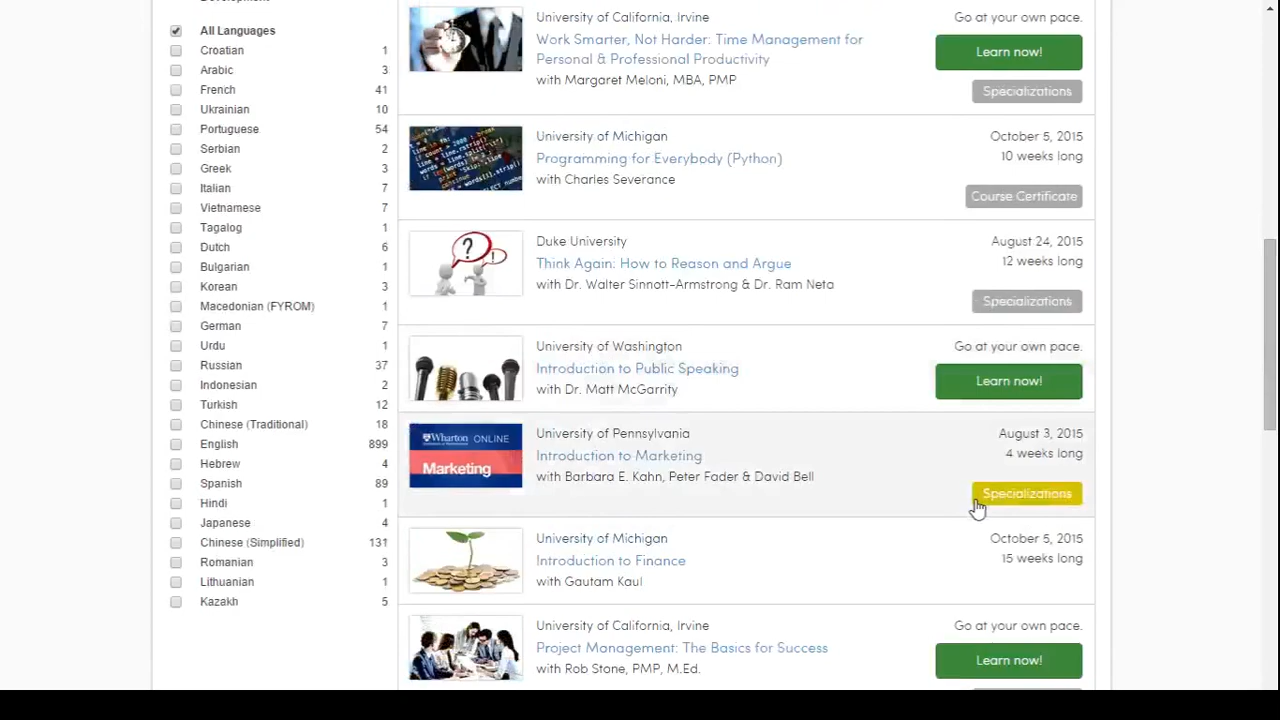 All Languages
Croatian 1
Arabic 3
French 41
Ukrainian 10
Portuguese 54
Serbian 2
Greek 3
Italian 7
Vietnamese 7
Tagalog 1
Dutch 6
Bulgarian 1
Korean 3
Macedonian (FYROM) 1
German 7
Urdu 1
Russian 37
Indonesian 2
Turkish 12
Chinese (Traditional) 18
English 899
Hebrew 4
Spanish 89
Hindi 1
Japanese 4
Chinese (Simplified) 131
Romanian 3
Lithuanian 1
Kazakh 5
University of California, Irvine
Work Smarter, Not Harder: Time Management for
Personal & Professional Productivity
with Margaret Meloni, MBA, PMP
Go at your own pace.
Learn now!
Specializations
University of Michigan
Programming for Everybody (Python)
with Charles Severance
October 5, 2015
10 weeks long
Course Certificate
Duke University
Think Again: How to Reason and Argue
with Dr. Walter Sinnott-Armstrong & Dr. Ram Neta
August 24, 2015
12 weeks long
Specializations
University of Washington
Introduction to Public Speaking
with Dr. Matt McGarrity
Go at your own pace.
Learn now!
Wharton ONLINE
Marketing
University of Pennsylvania
Introduction to Marketing
with Barbara E. Kahn, Peter Fader & David Bell
August 3, 2015
4 weeks long
Specializations
University of Michigan
Introduction to Finance
with Gautam Kaul
October 5, 2015
15 weeks long
University of California, Irvine
Project Management: The Basics for Success
with Rob Stone, PMP, M.Ed.
Go at your own pace.
Learn now!